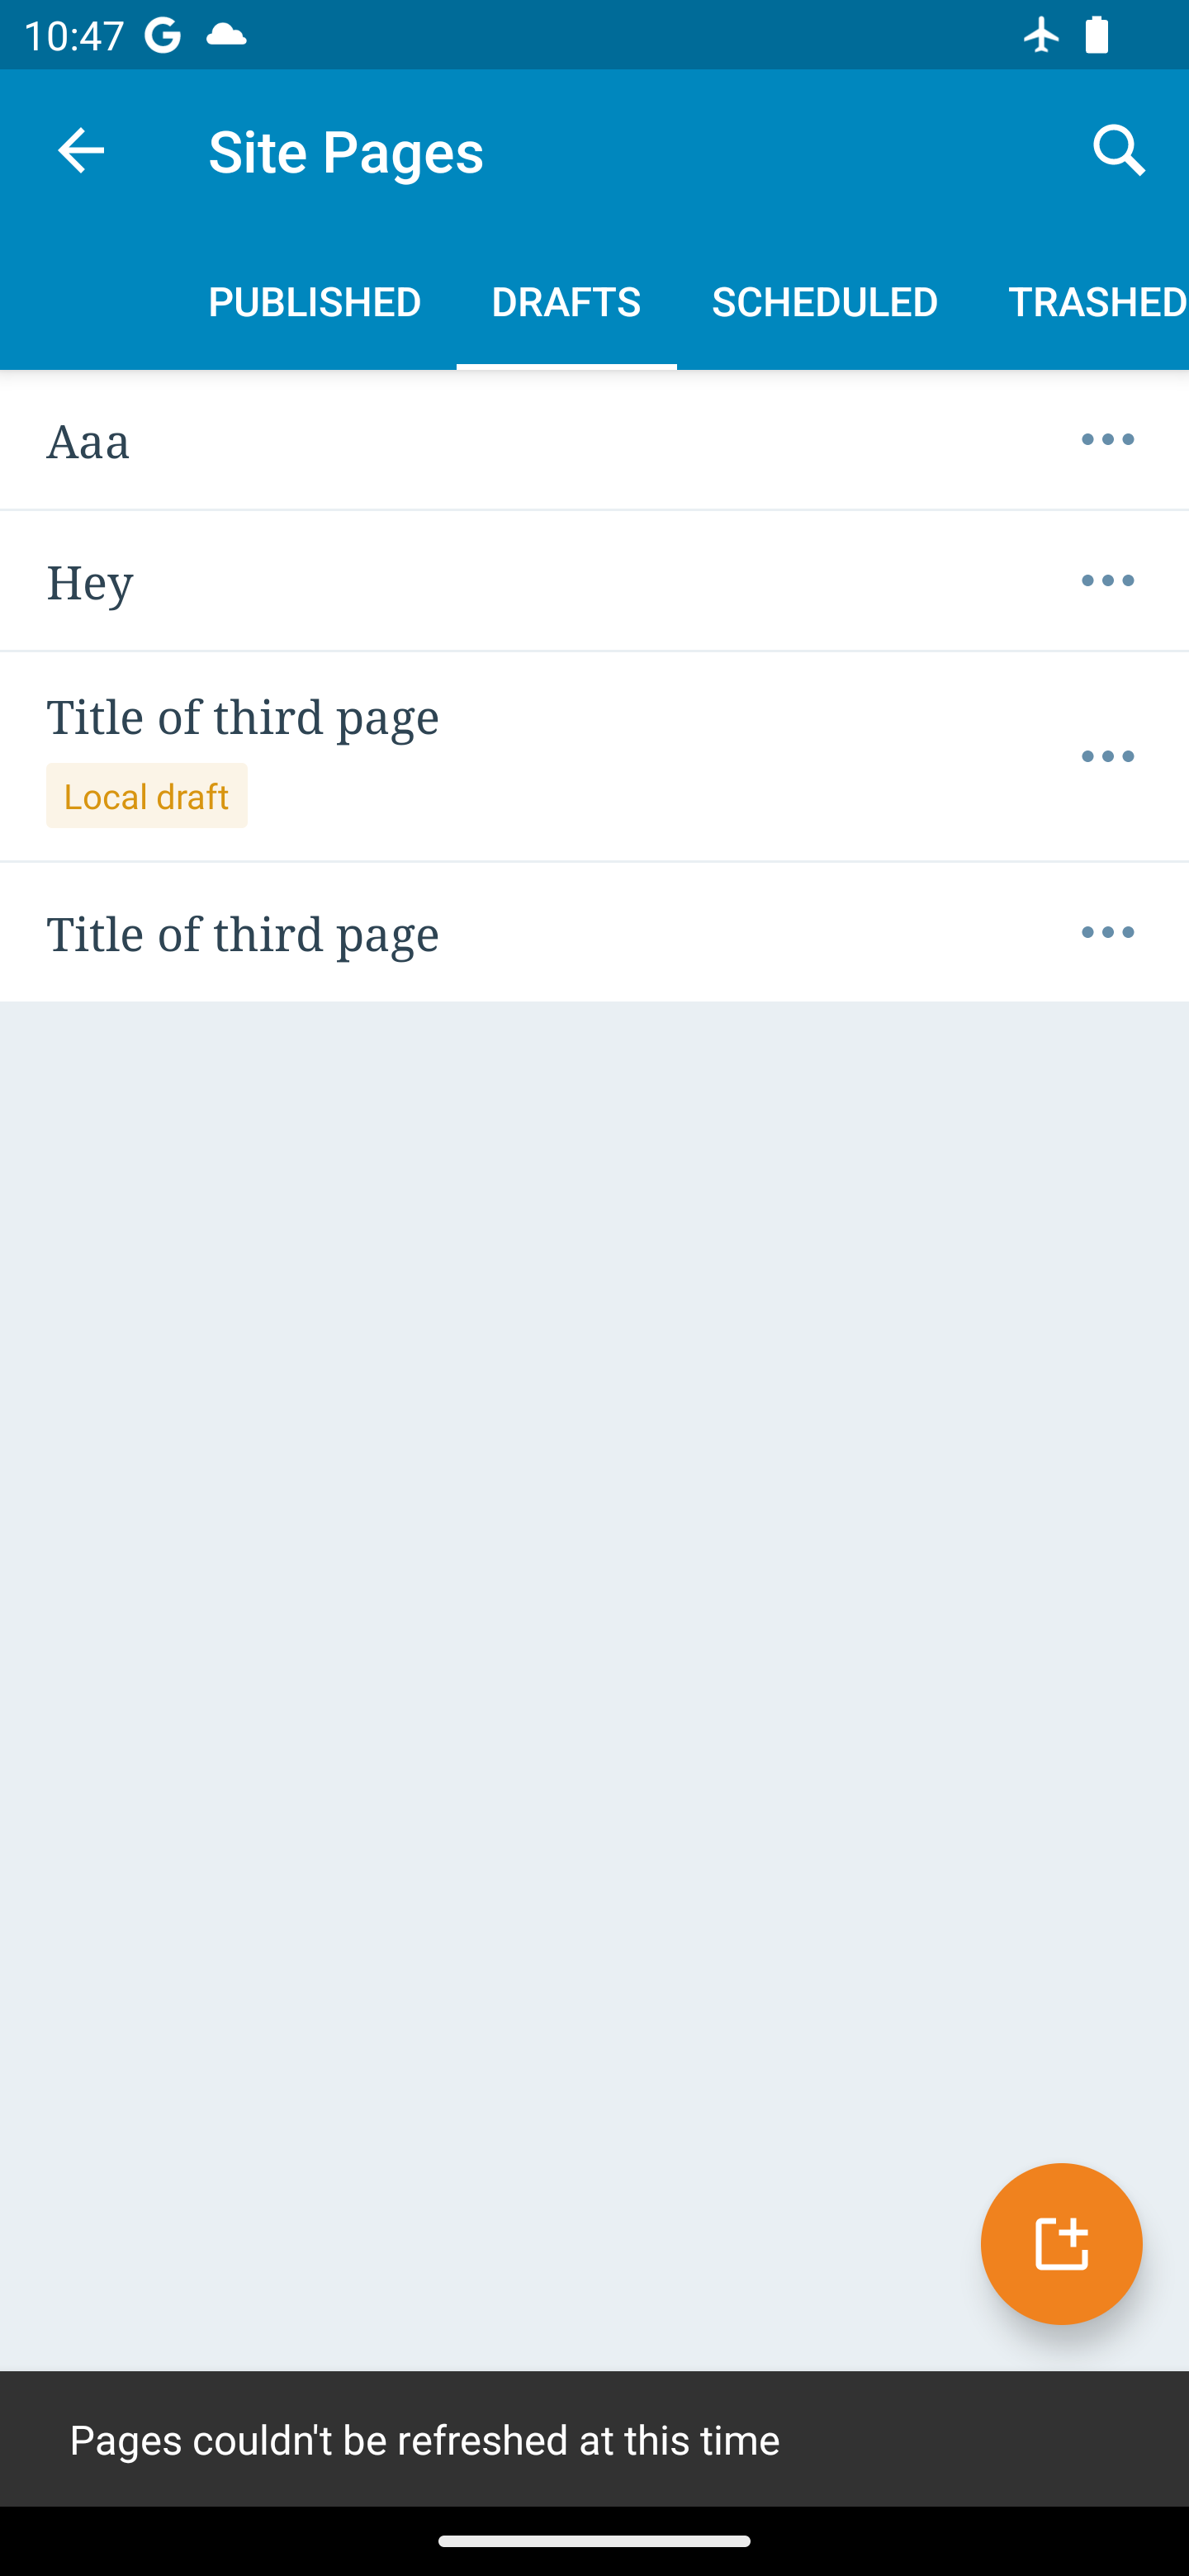 10:47
Site Pages
PUBLISHED DRAFTS SCHEDULED TRASHED
Aaa
Hey
Title of third page
Local draft
Title of third page
Pages couldn't be refreshed at this time